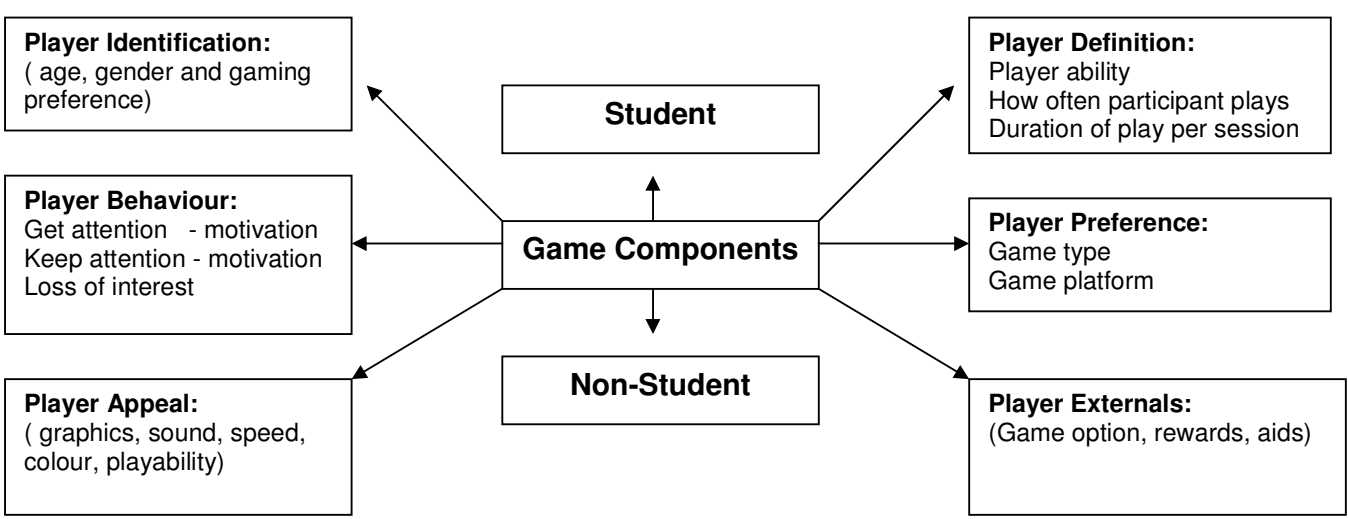 Player Identification:
( age, gender and gaming
preference)
Player Behaviour:
Get attention - motivation
Keep attention - motivation
Loss of interest
Player Appeal:
( graphics, sound, speed,
colour, playability)
Student
Game Components
Non-Student
Player Definition:
Player ability
How often participant plays
Duration of play per session
Player Preference:
Game type
Game platform
Player Externals:
(Game option, rewards, aids)